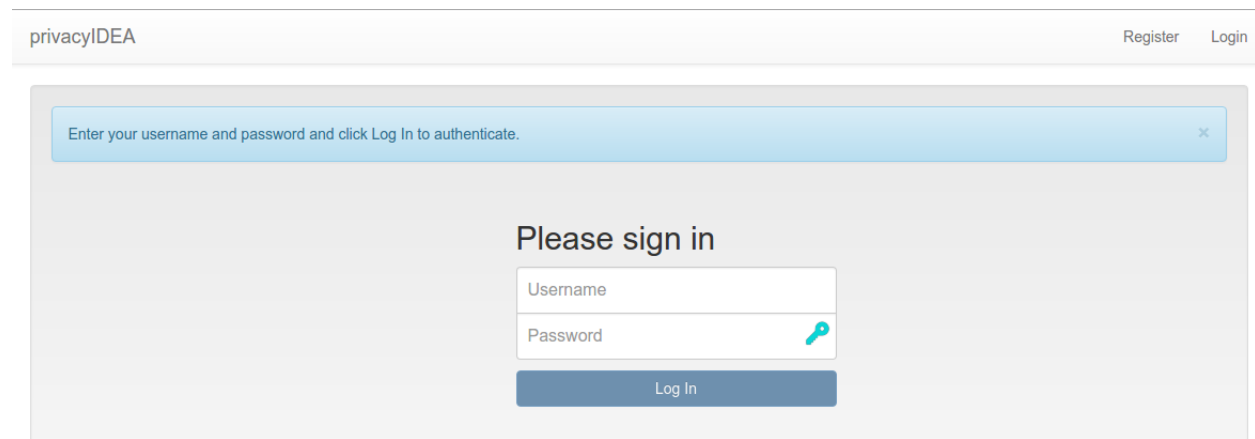 privacyIDEA Register Login
Enter your username and password and click Log In to authenticate. ×
Please sign in
Username
Password
Log In